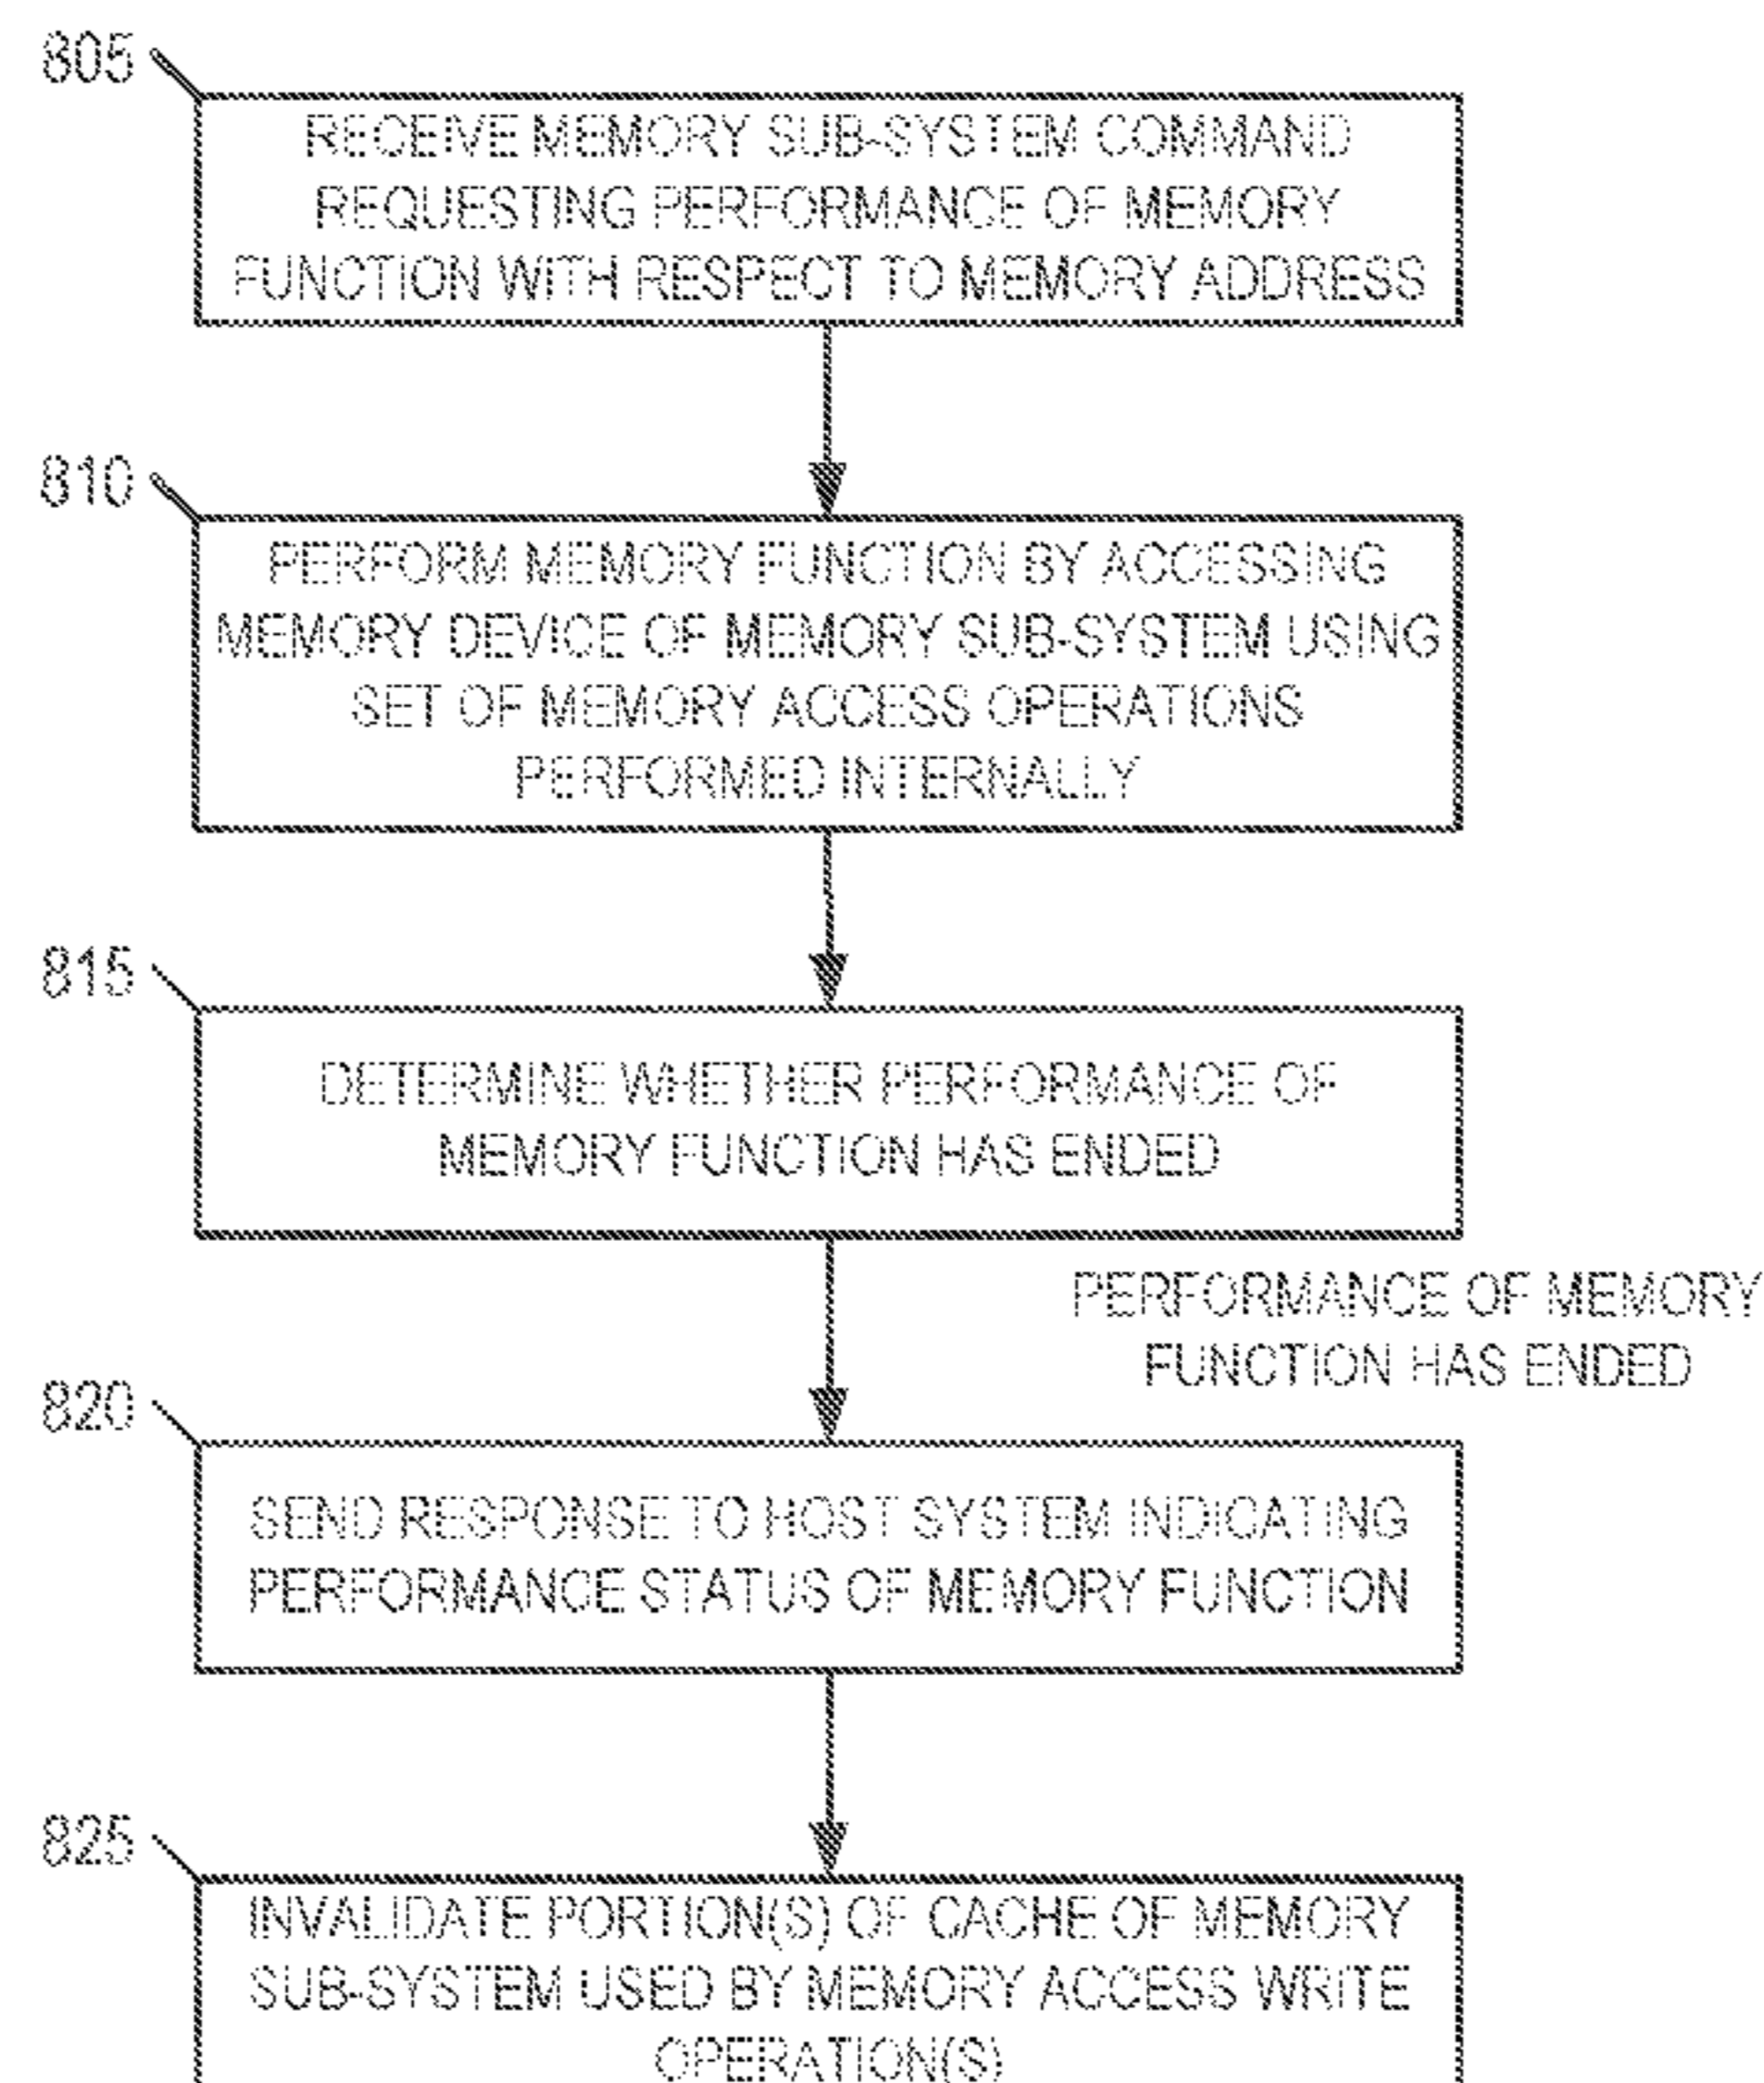 805
RECEIVE MEMORY SUB-SYSTEM COMMAND
REQUESTING PERFORMANCE OF MEMORY
FUNCTION WITH RESPECT TO MEMORY ADDRESS
810
PERFORM MEMORY FUNCTION BY ACCESSING
MEMORY DEVICE OF MEMORY SUB-SYSTEM USING
SET OF MEMORY ACCESS OPERATIONS
PERFORMED INTERNALLY
815
DETERMINE WHETHER PERFORMANCE OF
MEMORY FUNCTION HAS ENDED
PERFORMANCE OF MEMORY
FUNCTION HAS ENDED
820
SEND RESPONSE TO HOST SYSTEM INDICATING
PERFORMANCE STATUS OF MEMORY FUNCTION
825
INVALIDATE PORTION(S) OF CACHE OF MEMORY
SUB-SYSTEM USED BY MEMORY ACCESS WRITE
OPERATION(S)